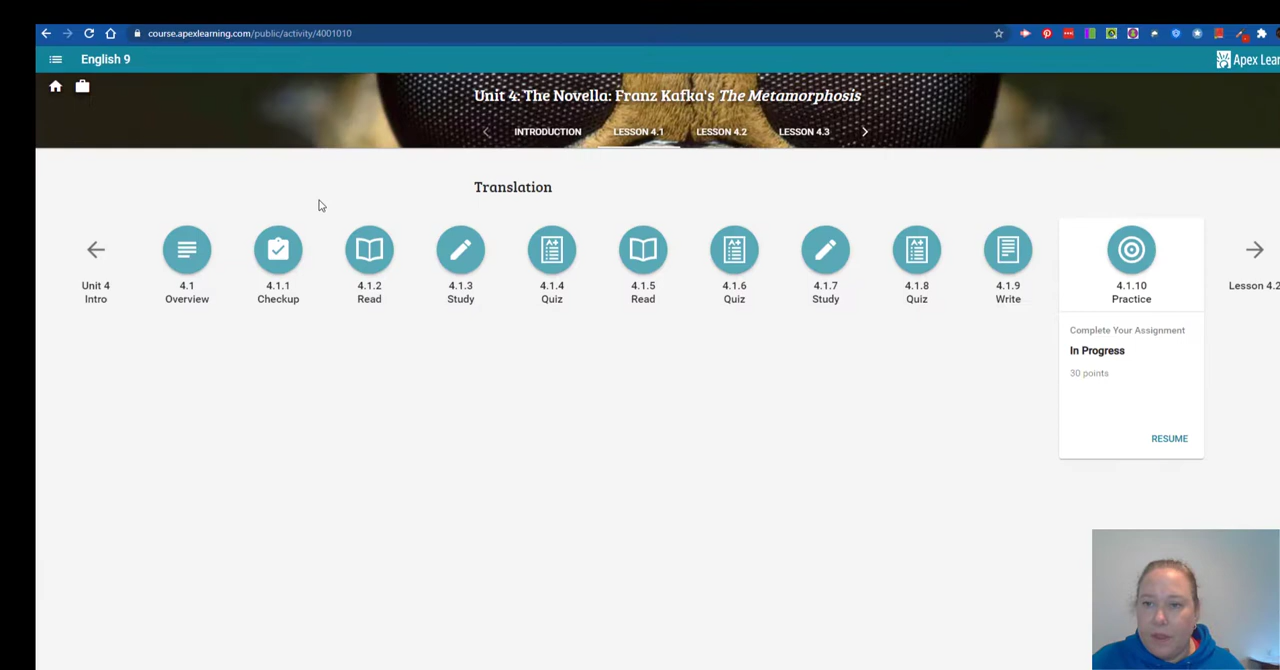 course.apexlearning.com/public/activity/4001010
English 9
Apex Lear
Unit 4: The Novella: Franz Kafka's The Metamorphosis
INTRODUCTION LESSON 4.1 LESSON 4.2 LESSON 4.3
Translation
Unit 4
Intro
4.1
Overview
4.1.1
Checkup
4.1.2
Read
4.1.3
Study
4.1.4
Quiz
4.1.5
Read
4.1.6
Quiz
4.1.7
Study
4.1.8
Quiz
4.1.9
Write
4.1.10
Practice
Lesson 4.2
Complete Your Assignment
In Progress
30 points
RESUME